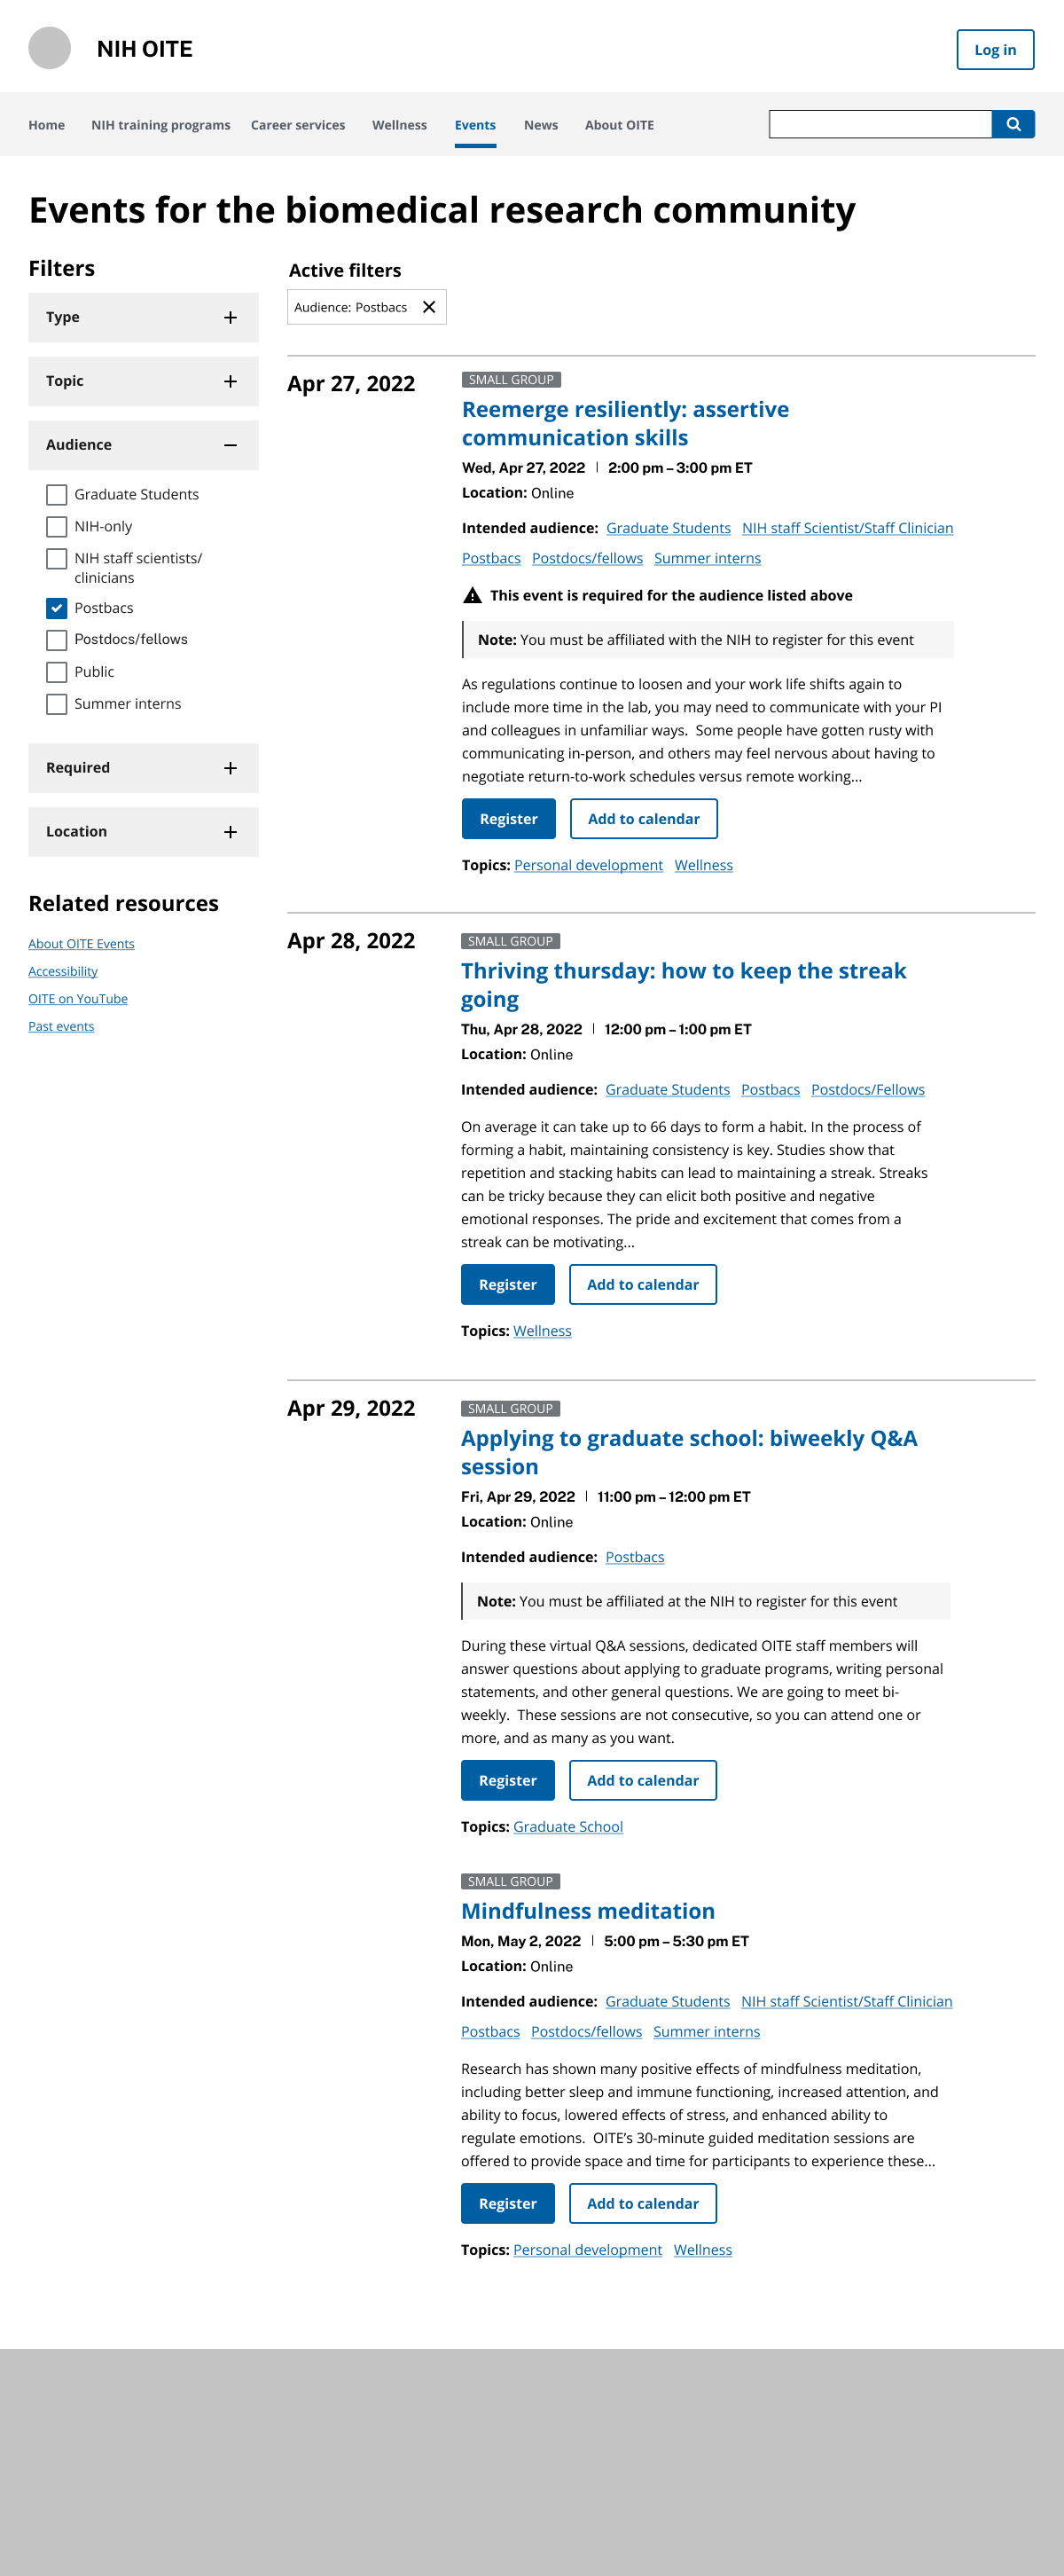 NIH OITE
Log in
Home NIH training programs Career services Wellness Events News About OITE
Events for the biomedical research community
Filters
Type
Topic
Audience
Graduate Students
NIH-only
NIH staff scientists/
clinicians
Postbacs
Postdocs/fellows
Public
Summer interns
Required
Location
Related resources
About OITE Events
Accessibility
OITE on YouTube
Past events
Active filters
Audience: Postbacs
Apr 27, 2022
SMALL GROUP
Reemerge resiliently: assertive
communication skills
Wed, Apr 27, 2022 | 2:00 pm – 3:00 pm ET
Location: Online
Intended audience: Graduate Students NIH staff Scientist/Staff Clinician
Postbacs Postdocs/fellows Summer interns
This event is required for the audience listed above
Note: You must be affiliated with the NIH to register for this event
As regulations continue to loosen and your work life shifts again to
include more time in the lab, you may need to communicate with your PI
and colleagues in unfamiliar ways. Some people have gotten rusty with
communicating in-person, and others may feel nervous about having to
negotiate return-to-work schedules versus remote working...
Register Add to calendar
Topics: Personal development Wellness
Apr 28, 2022
SMALL GROUP
Thriving thursday: how to keep the streak
going
Thu, Apr 28, 2022 | 12:00 pm – 1:00 pm ET
Location: Online
Intended audience: Graduate Students Postbacs Postdocs/Fellows
On average it can take up to 66 days to form a habit. In the process of
forming a habit, maintaining consistency is key. Studies show that
repetition and stacking habits can lead to maintaining a streak. Streaks
can be tricky because they can elicit both positive and negative
emotional responses. The pride and excitement that comes from a
streak can be motivating...
Register Add to calendar
Topics: Wellness
Apr 29, 2022
SMALL GROUP
Applying to graduate school: biweekly Q&A
session
Fri, Apr 29, 2022 | 11:00 pm – 12:00 pm ET
Location: Online
Intended audience: Postbacs
Note: You must be affiliated at the NIH to register for this event
During these virtual Q&A sessions, dedicated OITE staff members will
answer questions about applying to graduate programs, writing personal
statements, and other general questions. We are going to meet bi-
weekly. These sessions are not consecutive, so you can attend one or
more, and as many as you want.
Register Add to calendar
Topics: Graduate School
SMALL GROUP
Mindfulness meditation
Mon, May 2, 2022 | 5:00 pm – 5:30 pm ET
Location: Online
Intended audience: Graduate Students NIH staff Scientist/Staff Clinician
Postbacs Postdocs/fellows Summer interns
Research has shown many positive effects of mindfulness meditation,
including better sleep and immune functioning, increased attention, and
ability to focus, lowered effects of stress, and enhanced ability to
regulate emotions. OITE’s 30-minute guided meditation sessions are
offered to provide space and time for participants to experience these...
Register Add to calendar
Topics: Personal development Wellness